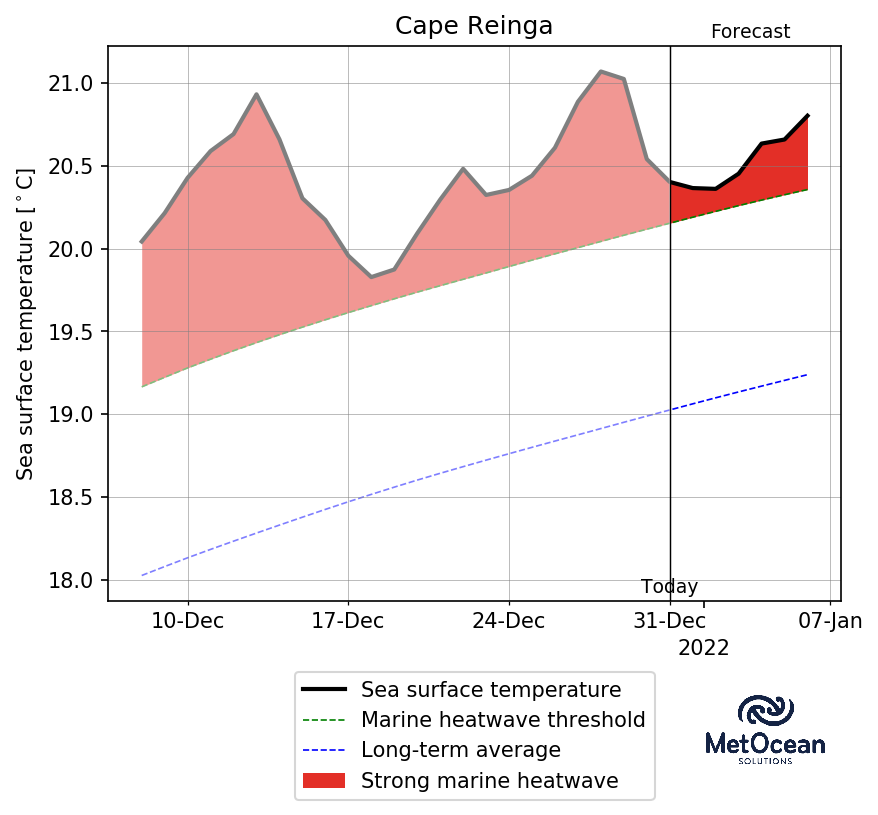 Cape Reinga
Forecast
Sea surface temperature [˚C]
21.0
20.5
20.0
19.5
19.0
18.5
18.0
Today
10-Dec 17-Dec 24-Dec 31-Dec 07-Jan
2022
Sea surface temperature
Marine heatwave threshold
Long-term average
Strong marine heatwave
MetOcean
SOLUTIONS